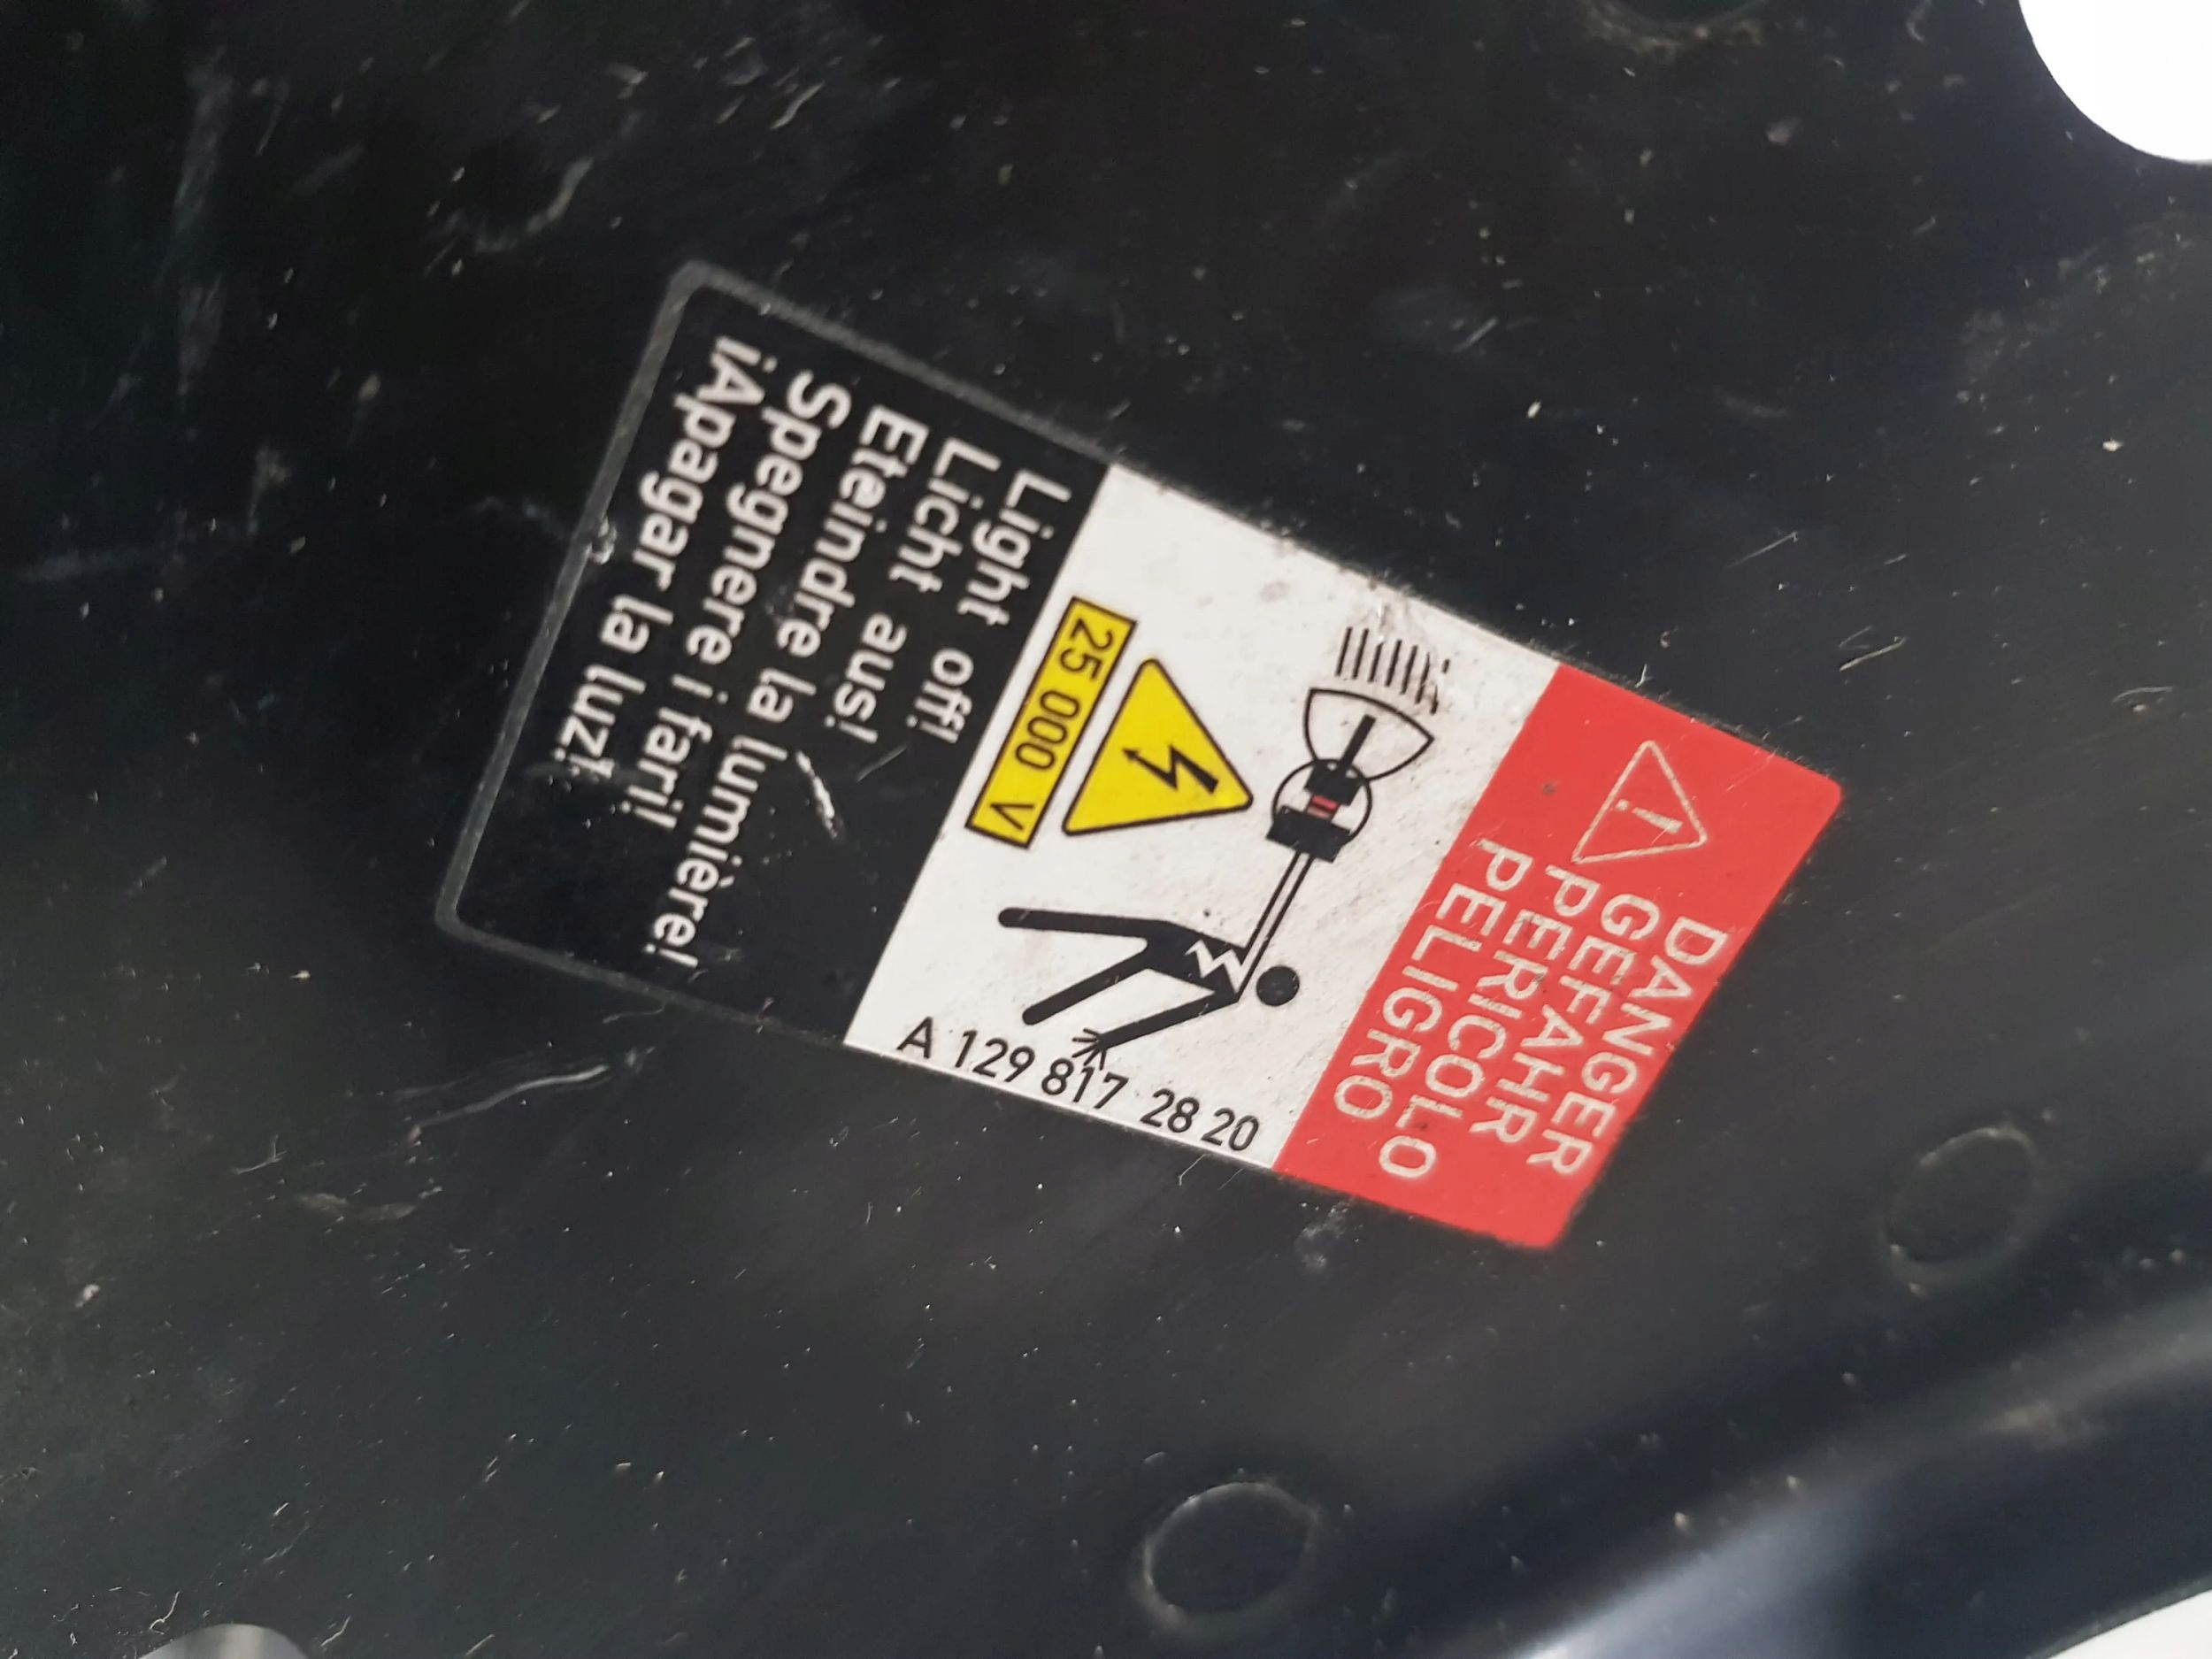 DANGER
GEFAHR
PERICOLO
PELIGRO
25 000 V
A 129 817 28 20
Light off!
Licht aus!
Eteindre la lumière!
Spegnere i fari!
¡Apagar la luz!